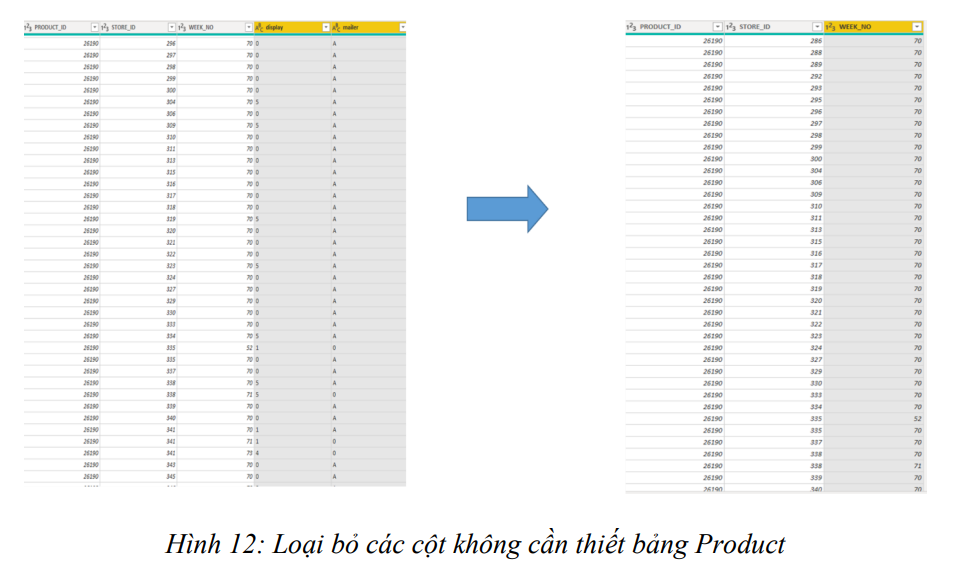 1²3 PRODUCT_ID 1²3 STORE_ID 1²3 WEEK_NO ABC display ABC mailer
26190 296 70 0 A
26190 297 70 0 A
26190 298 70 0 A
26190 299 70 0 A
26190 300 70 0 A
26190 304 70 5 A
26190 306 70 0 A
26190 309 70 5 A
26190 310 70 0 A
26190 311 70 0 A
26190 313 70 0 A
26190 315 70 0 A
26190 316 70 0 A
26190 317 70 0 A
26190 318 70 0 A
26190 319 70 5 A
26190 320 70 0 A
26190 321 70 0 A
26190 322 70 0 A
26190 323 70 5 A
26190 324 70 0 A
26190 327 70 0 A
26190 329 70 0 A
26190 330 70 0 A
26190 333 70 0 A
26190 334 70 5 A
26190 335 52 1 0
26190 335 70 0 A
26190 337 70 0 A
26190 338 70 5 A
26190 338 71 5 0
26190 339 70 0 A
26190 340 70 0 A
26190 341 70 1 A
26190 341 71 1 0
26190 341 73 4 0
26190 343 70 0 A
26190 345 70 0 A
1²3 PRODUCT_ID 1²3 STORE_ID 1²3 WEEK_NO
26190 286 70
26190 288 70
26190 289 70
26190 292 70
26190 293 70
26190 295 70
26190 296 70
26190 297 70
26190 298 70
26190 299 70
26190 300 70
26190 304 70
26190 306 70
26190 309 70
26190 310 70
26190 311 70
26190 313 70
26190 315 70
26190 316 70
26190 317 70
26190 318 70
26190 319 70
26190 320 70
26190 321 70
26190 322 70
26190 323 70
26190 324 70
26190 327 70
26190 329 70
26190 330 70
26190 333 70
26190 334 70
26190 335 52
26190 335 70
26190 337 70
26190 338 70
26190 338 71
26190 339 70
26190 340 70
Hình 12: Loại bỏ các cột không cần thiết bảng Product